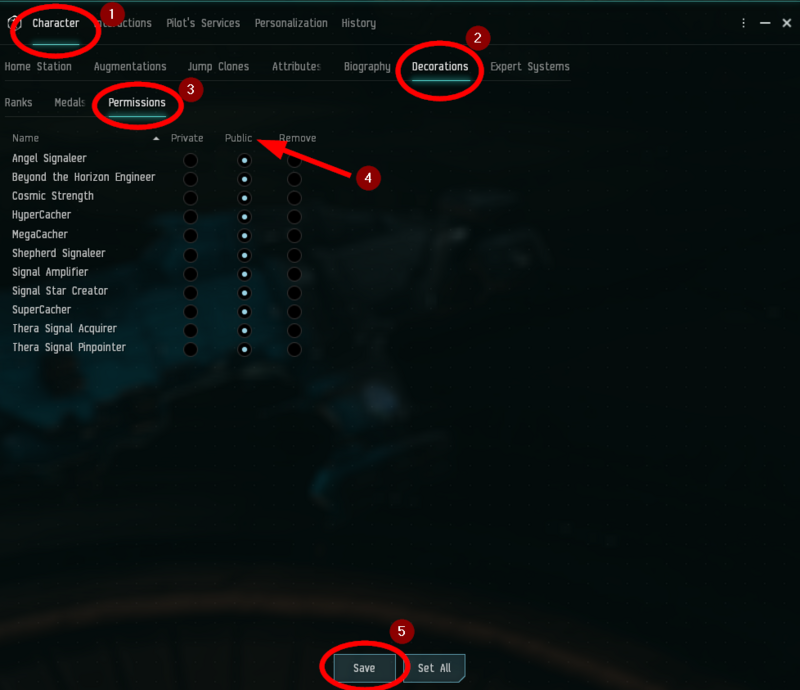 Character Interactions Pilot's Services Personalization History
1
2
Home Station Augmentations Jump Clones Attributes Biography Decorations Expert Systems
3
Ranks Medals Permissions
Name Private Public Remove
4
Angel Signaleer
Beyond the Horizon Engineer
Cosmic Strength
HyperCacher
MegaCacher
Shepherd Signaleer
Signal Amplifier
Signal Star Creator
SuperCacher
Thera Signal Acquirer
Thera Signal Pinpointer
5
Save Set All